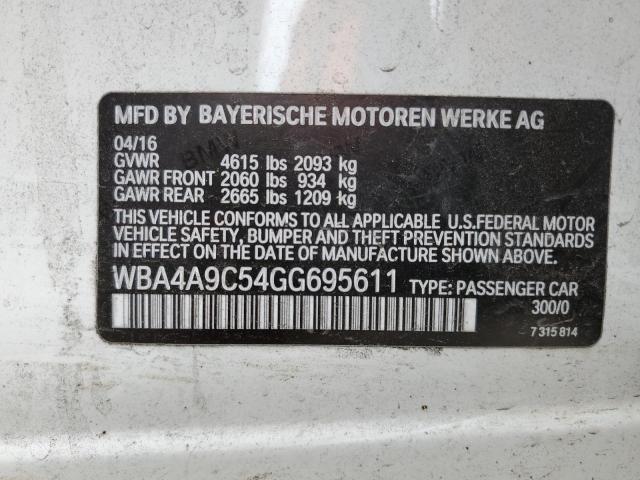 MFD BY BAYERISCHE MOTOREN WERKE AG
04/16
GVWR 4615 lbs 2093 kg
GAWR FRONT 2060 lbs 934 kg
GAWR REAR 2665 lbs 1209 kg
THIS VEHICLE CONFORMS TO ALL APPLICABLE U.S.FEDERAL MOTOR
VEHICLE SAFETY, BUMPER AND THEFT PREVENTION STANDARDS
IN EFFECT ON THE DATE OF MANUFACTURE SHOWN ABOVE.
WBA4A9C54GG695611 TYPE: PASSENGER CAR
300/0
7 315 814